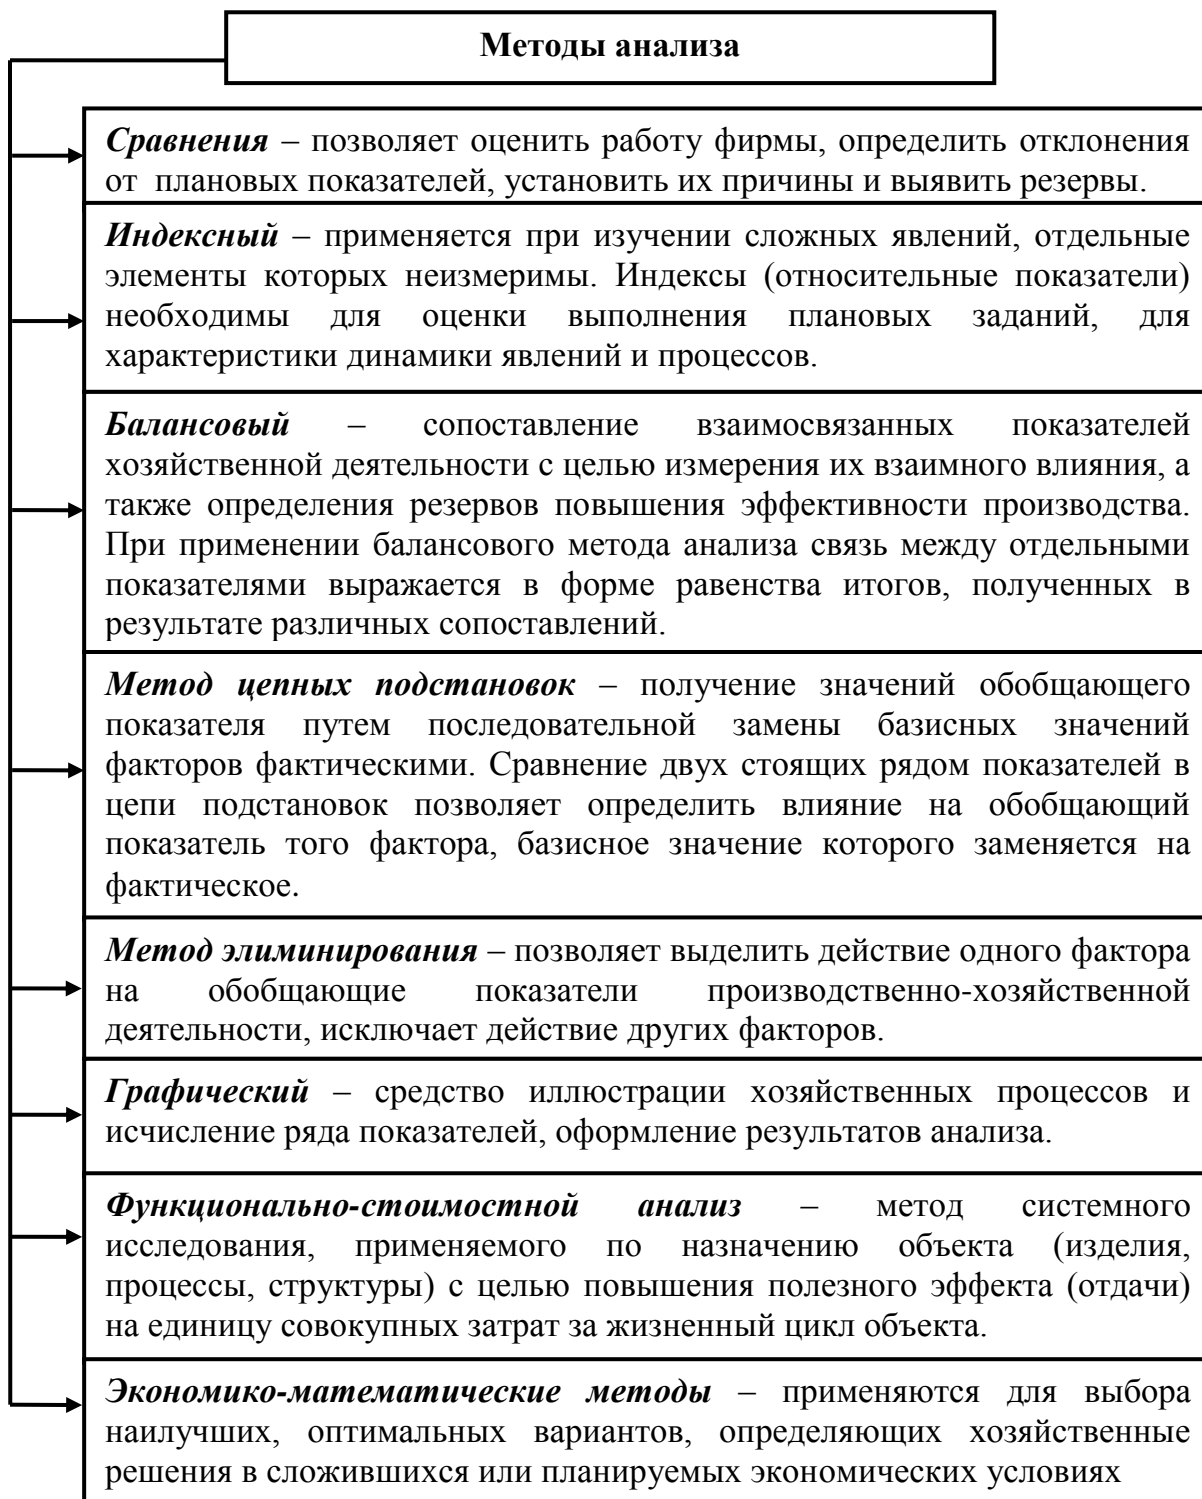 Методы анализа
Сравнения – позволяет оценить работу фирмы, определить отклонения
от плановых показателей, установить их причины и выявить резервы.
Индексный – применяется при изучении сложных явлений, отдельные
элементы которых неизмеримы. Индексы (относительные показатели)
необходимы для оценки выполнения плановых заданий, для
характеристики динамики явлений и процессов.
Балансовый – сопоставление взаимосвязанных показателей
хозяйственной деятельности с целью измерения их взаимного влияния, а
также определения резервов повышения эффективности производства.
При применении балансового метода анализа связь между отдельными
показателями выражается в форме равенства итогов, полученных в
результате различных сопоставлений.
Метод цепных подстановок – получение значений обобщающего
показателя путем последовательной замены базисных значений
факторов фактическими. Сравнение двух стоящих рядом показателей в
цепи подстановок позволяет определить влияние на обобщающий
показатель того фактора, базисное значение которого заменяется на
фактическое.
Метод элиминирования – позволяет выделить действие одного фактора
на обобщающие показатели производственно-хозяйственной
деятельности, исключает действие других факторов.
Графический – средство иллюстрации хозяйственных процессов и
исчисление ряда показателей, оформление результатов анализа.
Функционально-стоимостной анализ – метод системного
исследования, применяемого по назначению объекта (изделия,
процессы, структуры) с целью повышения полезного эффекта (отдачи)
на единицу совокупных затрат за жизненный цикл объекта.
Экономико-математические методы – применяются для выбора
наилучших, оптимальных вариантов, определяющих хозяйственные
решения в сложившихся или планируемых экономических условиях